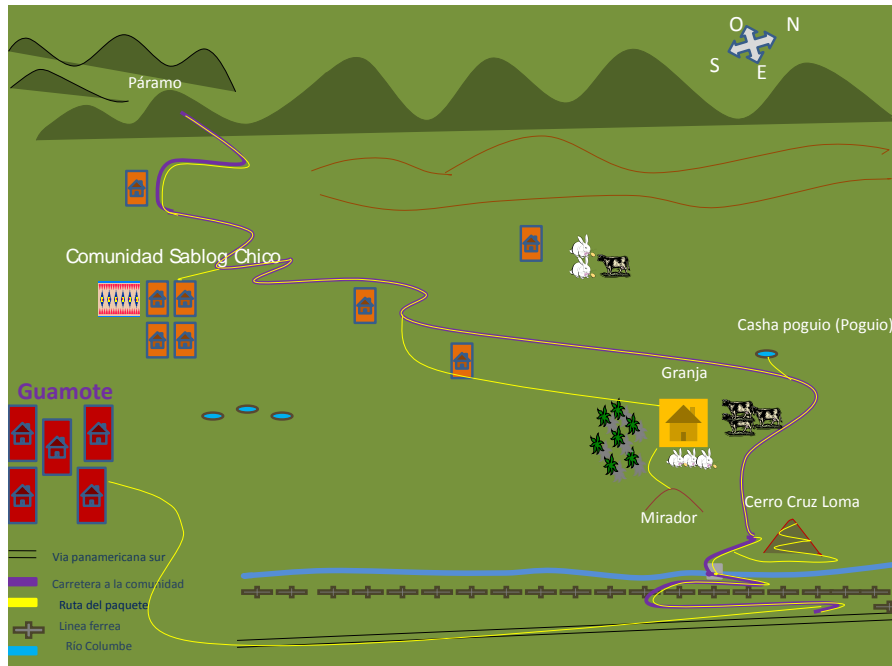 O N
S E
Páramo
Comunidad Sablog Chico
Casha poguio (Poguio)
Granja
Guamote
Mirador
Cerro Cruz Loma
Via panamericana sur
Carretera a la comunidad
Ruta del paquete
Linea ferrea
Río Columbe